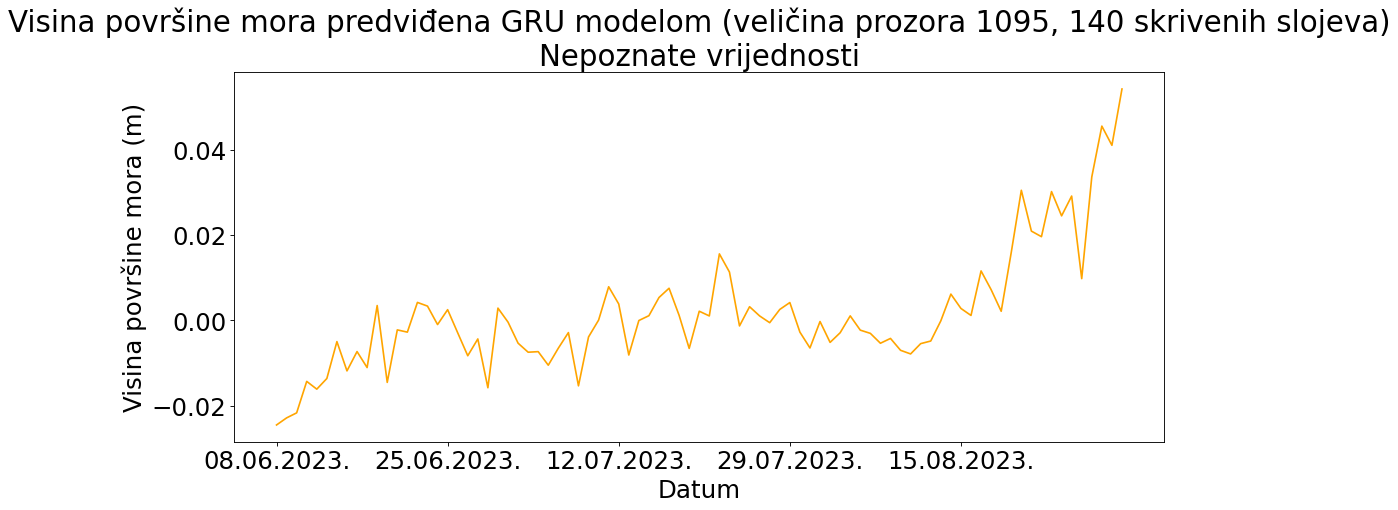 Visina površine mora predviđena GRU modelom (veličina prozora 1095, 140 skrivenih slojeva)
Nepoznate vrijednosti
Visina površine mora (m)
0.04
0.02
0.00
−0.02
08.06.2023.
25.06.2023.
12.07.2023.
29.07.2023.
15.08.2023.
Datum